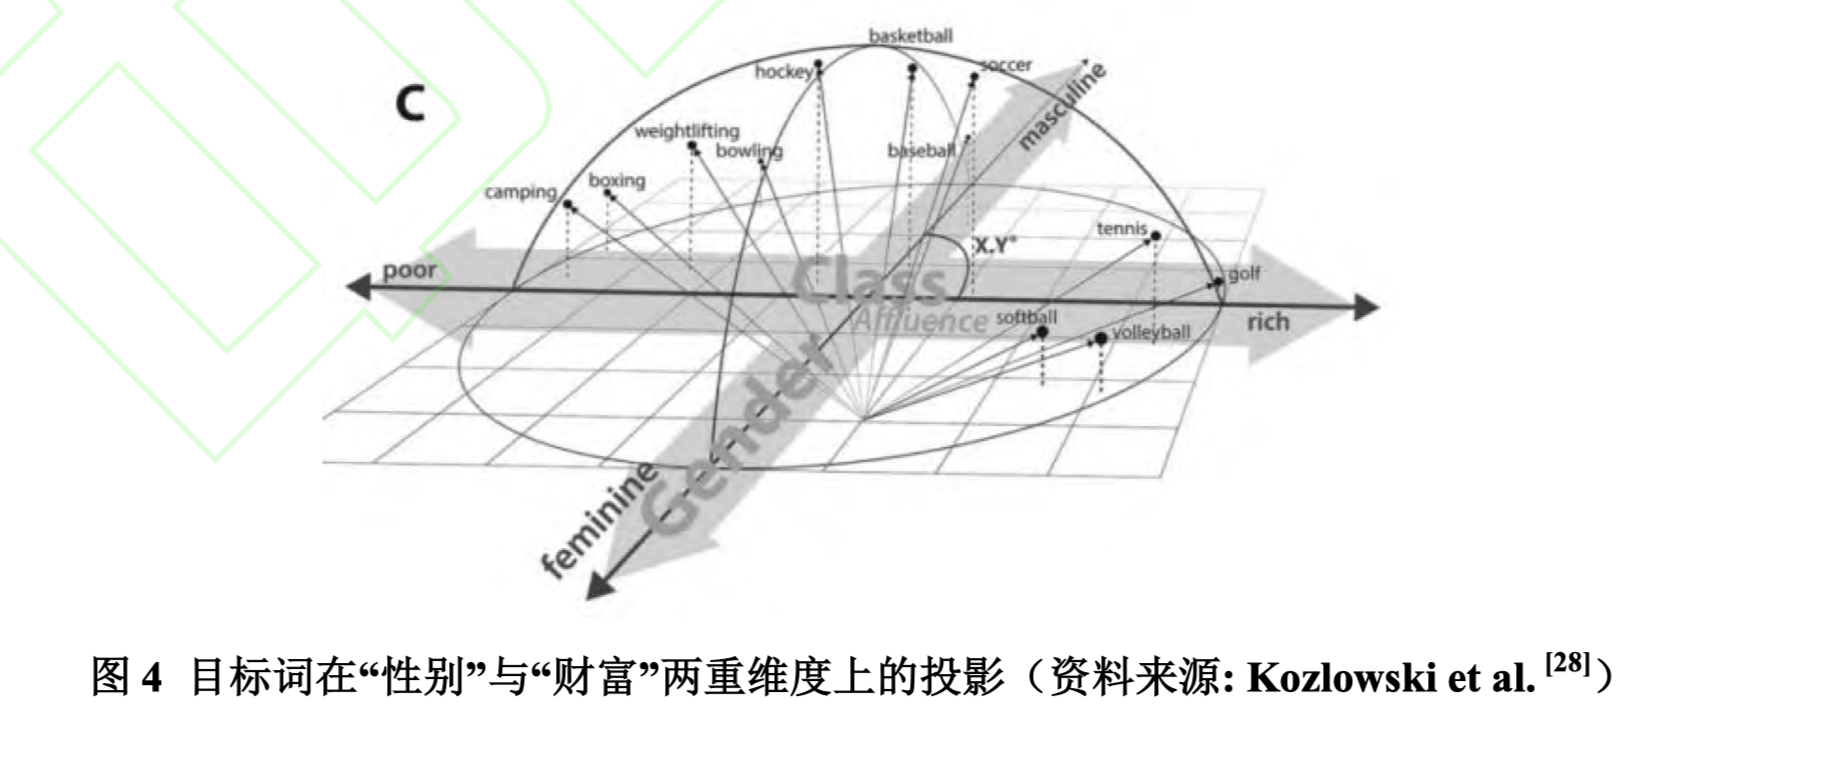 C
basketball
hockey
soccer
masculine
weightlifting
bowling
baseball
camping
boxing
tennis
X.Y°
poor
Class
golf
Affluence
softball
volleyball
rich
Gender
feminine
图 4 目标词在“性别”与“财富”两重维度上的投影（资料来源: Kozlowski et al. [28]）